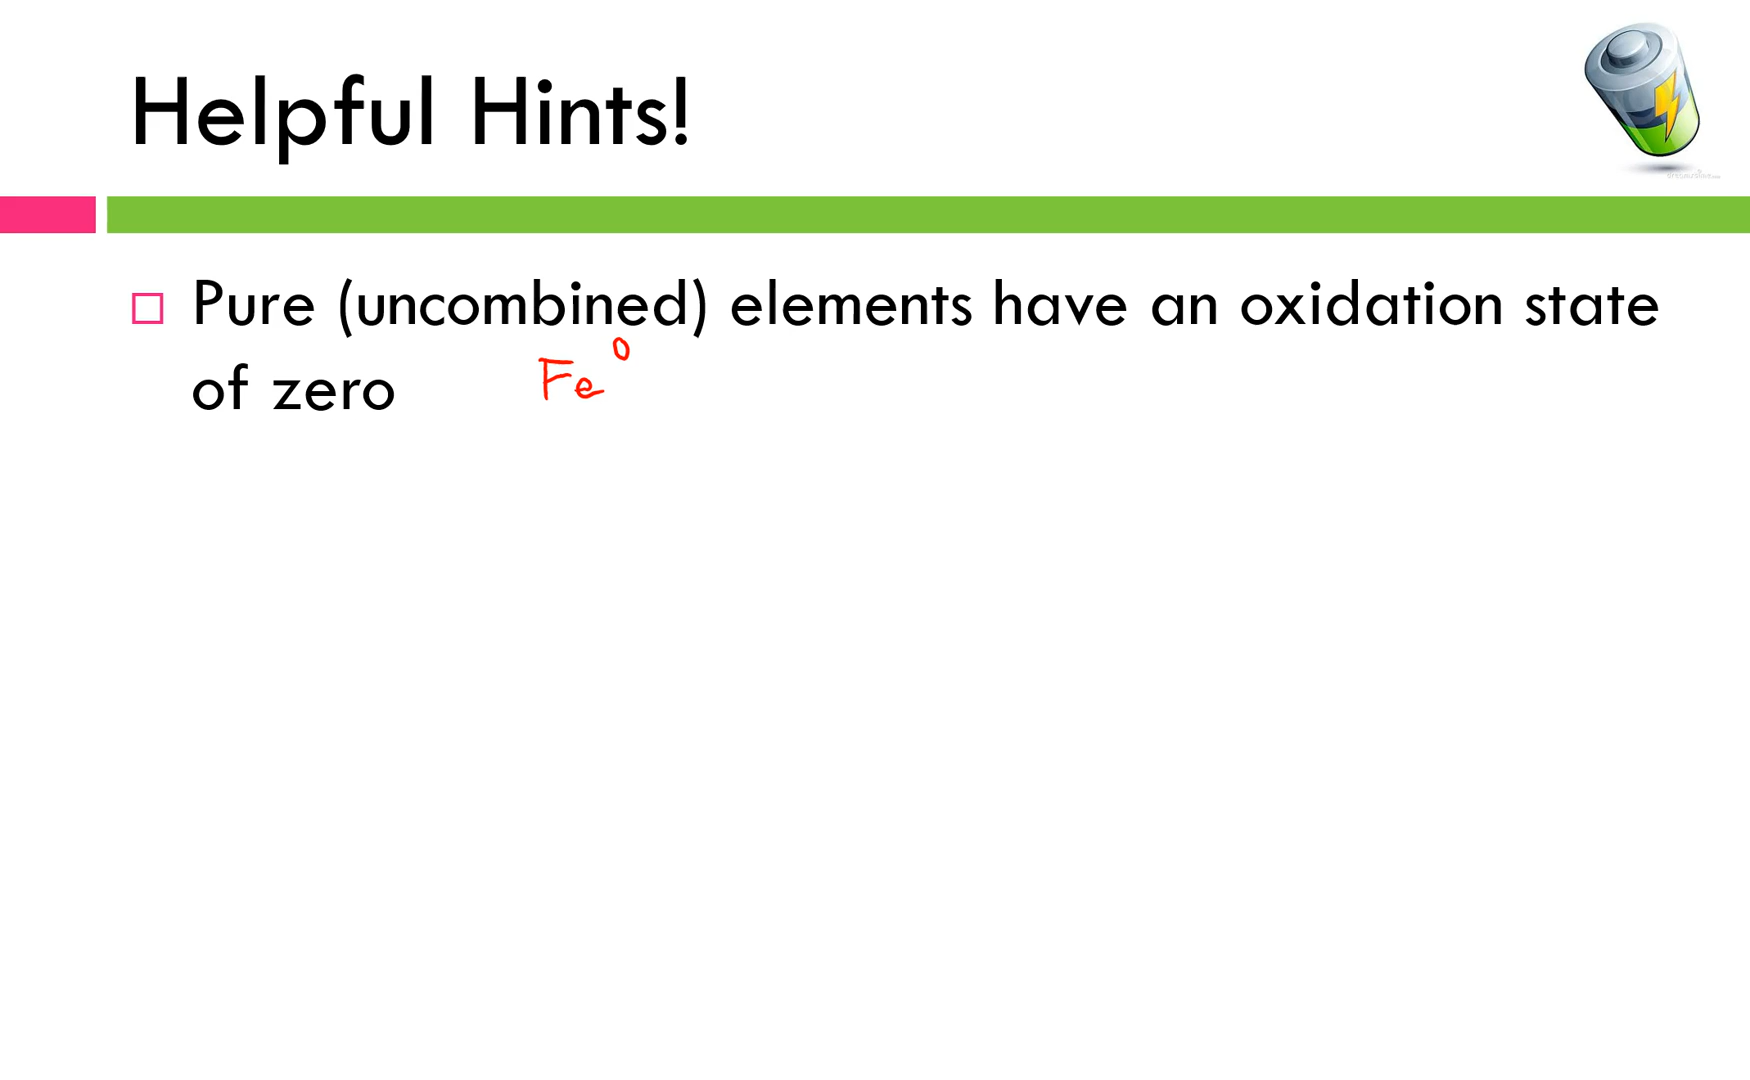 Helpful Hints!
Pure (uncombined) elements have an oxidation state
of zero Fe⁰